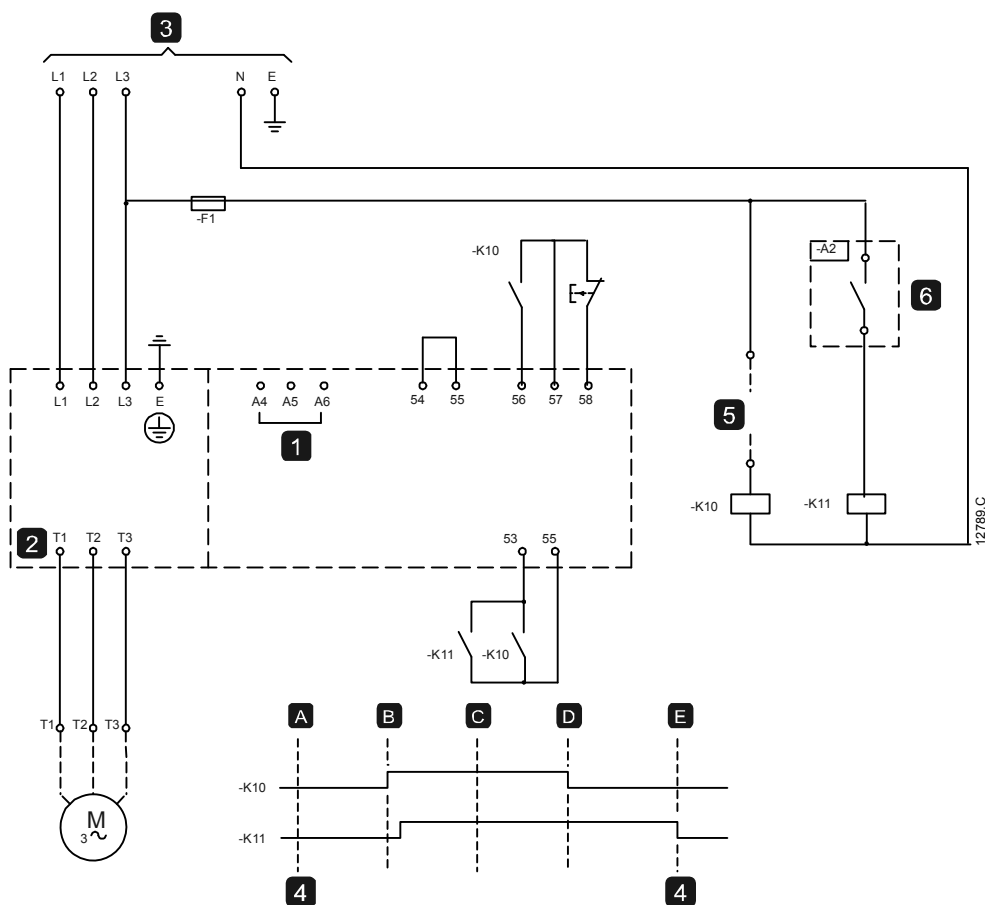 3
L1 L2 L3 N E
-F1
-K10
-A2
6
L1 L2 L3 E
A4 A5 A6
54 55
56 57 58
1
5
-K10
-K11
12789.C
2
T1 T2 T3
53 55
-K11
-K10
T1 T2 T3
M
3
A B C D E
-K10
-K11
4 4